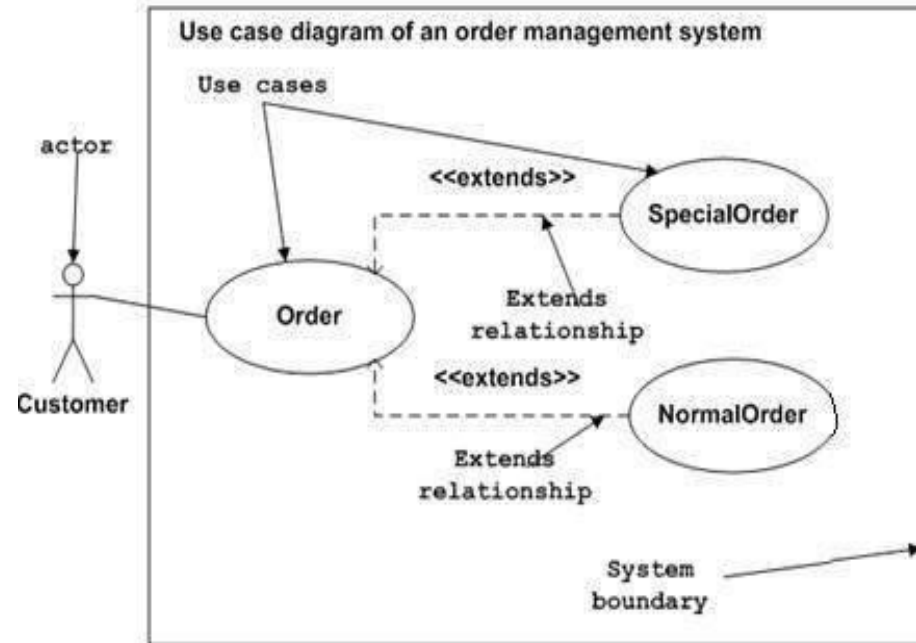 Use case diagram of an order management system
Use cases
actor
<<extends>>
SpecialOrder
Extends
relationship
Order
<<extends>>
Customer
NormalOrder
Extends
relationship
System
boundary